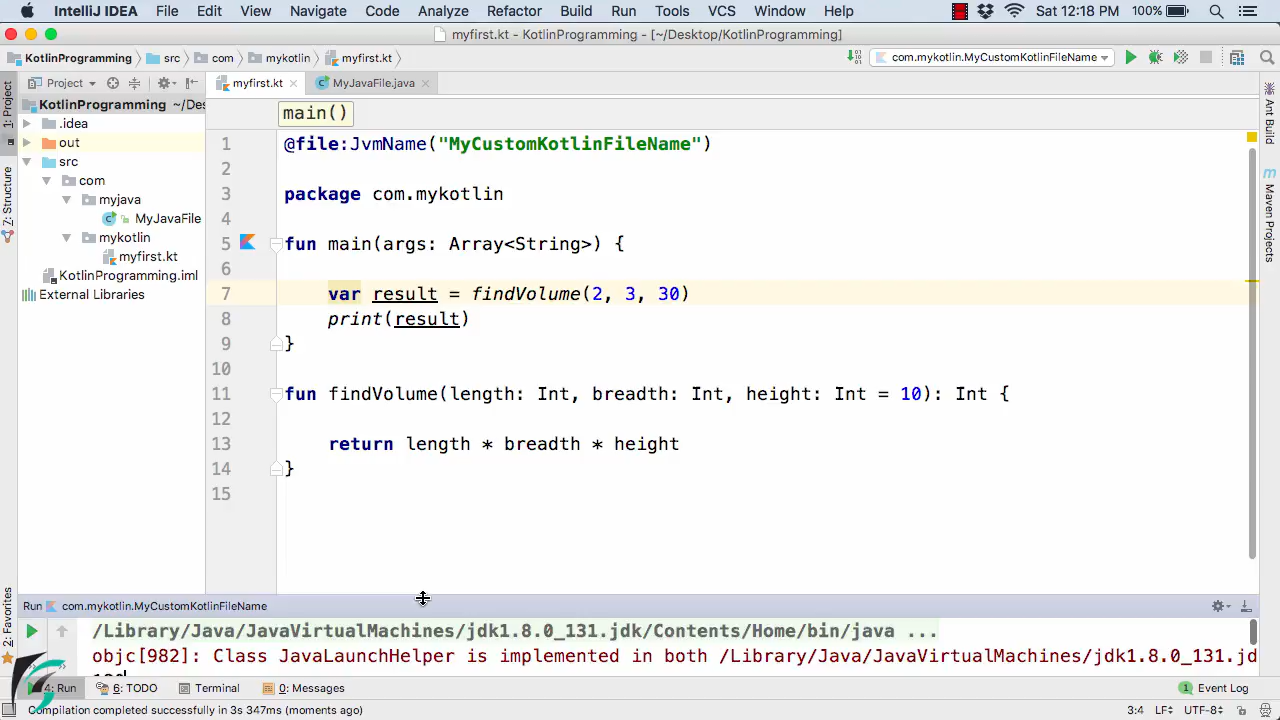 IntelliJ IDEA File Edit View Navigate Code Analyze Refactor Build Run Tools VCS Window Help Sat 12:18 PM 100%
myfirst.kt - KotlinProgramming - [~/Desktop/KotlinProgramming]
KotlinProgramming src com mykotlin myfirst.kt com.mykotlin.MyCustomKotlinFileName
Project myfirst.kt MyJavaFile.java
KotlinProgramming ~/Des
.idea
out
src
com
myjava
MyJavaFile
mykotlin
myfirst.kt
KotlinProgramming.iml
External Libraries
1: Project
7: Structure
2: Favorites
Ant Build
Maven Projects
main()
1 @file:JvmName("MyCustomKotlinFileName")
2
3 package com.mykotlin
4
5 fun main(args: Array<String>) {
6
7 var result = findVolume(2, 3, 30)
8 print(result)
9 }
10
11 fun findVolume(length: Int, breadth: Int, height: Int = 10): Int {
12
13 return length * breadth * height
14 }
15
Run com.mykotlin.MyCustomKotlinFileName
/Library/Java/JavaVirtualMachines/jdk1.8.0_131.jdk/Contents/Home/bin/java ...
objc[982]: Class JavaLaunchHelper is implemented in both /Library/Java/JavaVirtualMachines/jdk1.8.0_131.jd
4: Run 6: TODO Terminal 0: Messages 1 Event Log
Compilation completed successfully in 3s 347ms (moments ago) 3:4 LF UTF-8